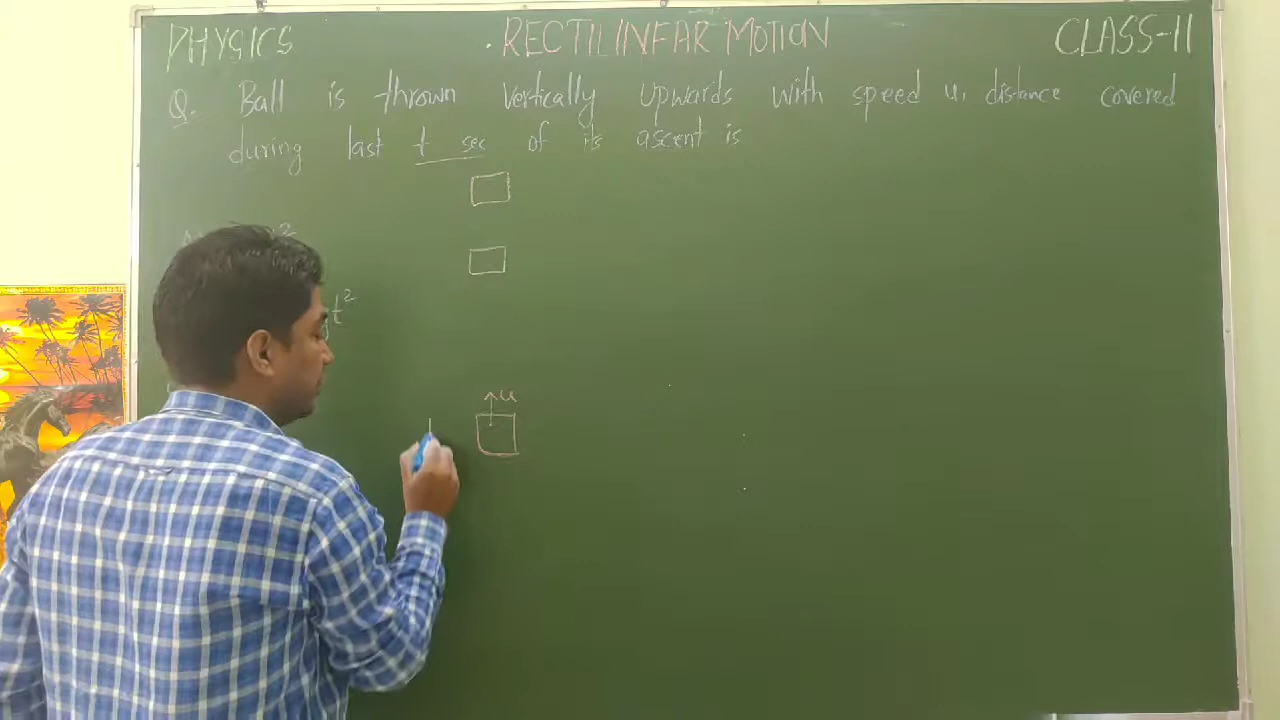 PHYSICS RECTILINEAR MOTION CLASS-11
Q. Ball is thrown vertically upwards with speed u, distance covered
during last t sec of its ascent is
t²
u